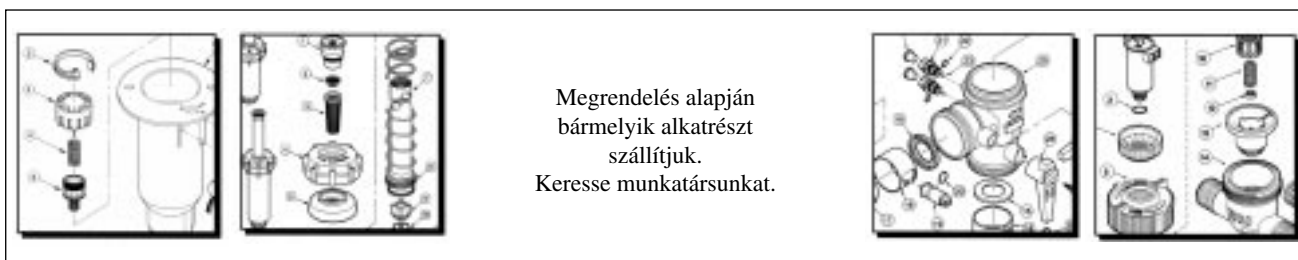 Megrendelés alapján
bármelyik alkatrészt
szállítjuk.
Keresse munkatársunkat.